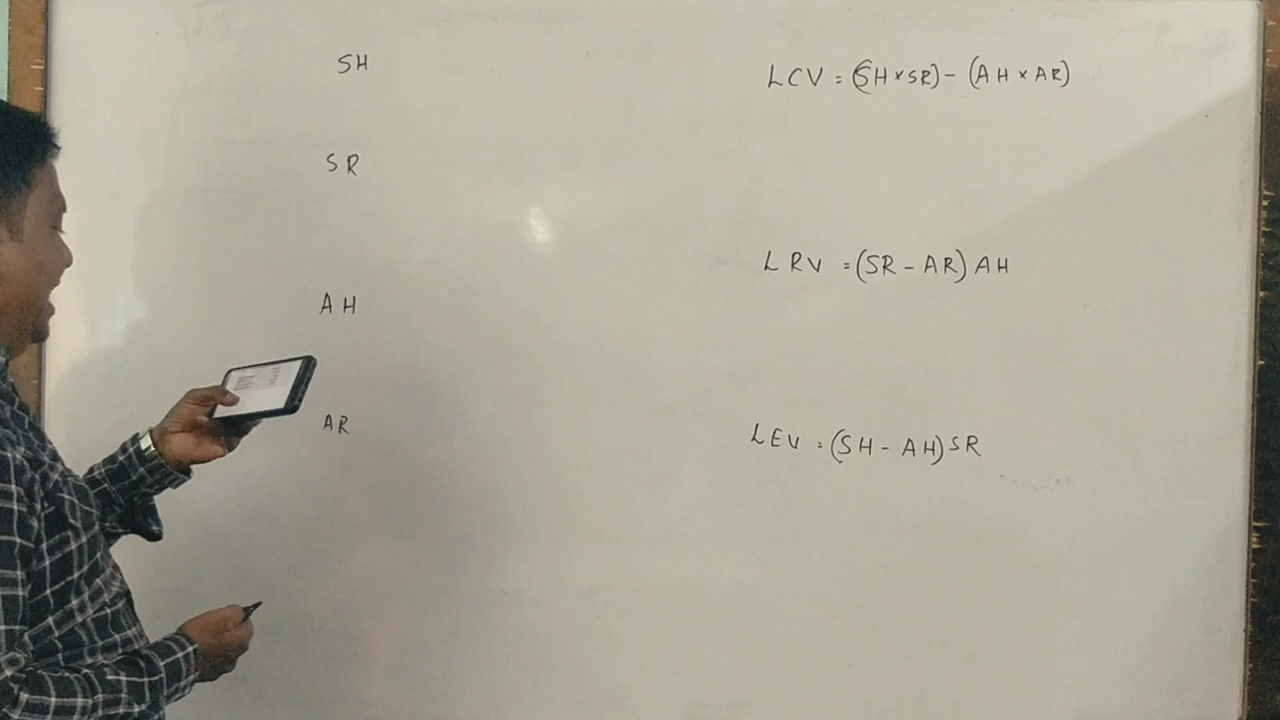 SH
SR
AH
AR
LCV = (SH × SR) - (AH × AR)
LRV = (SR - AR) AH
LEV = (SH - AH) SR